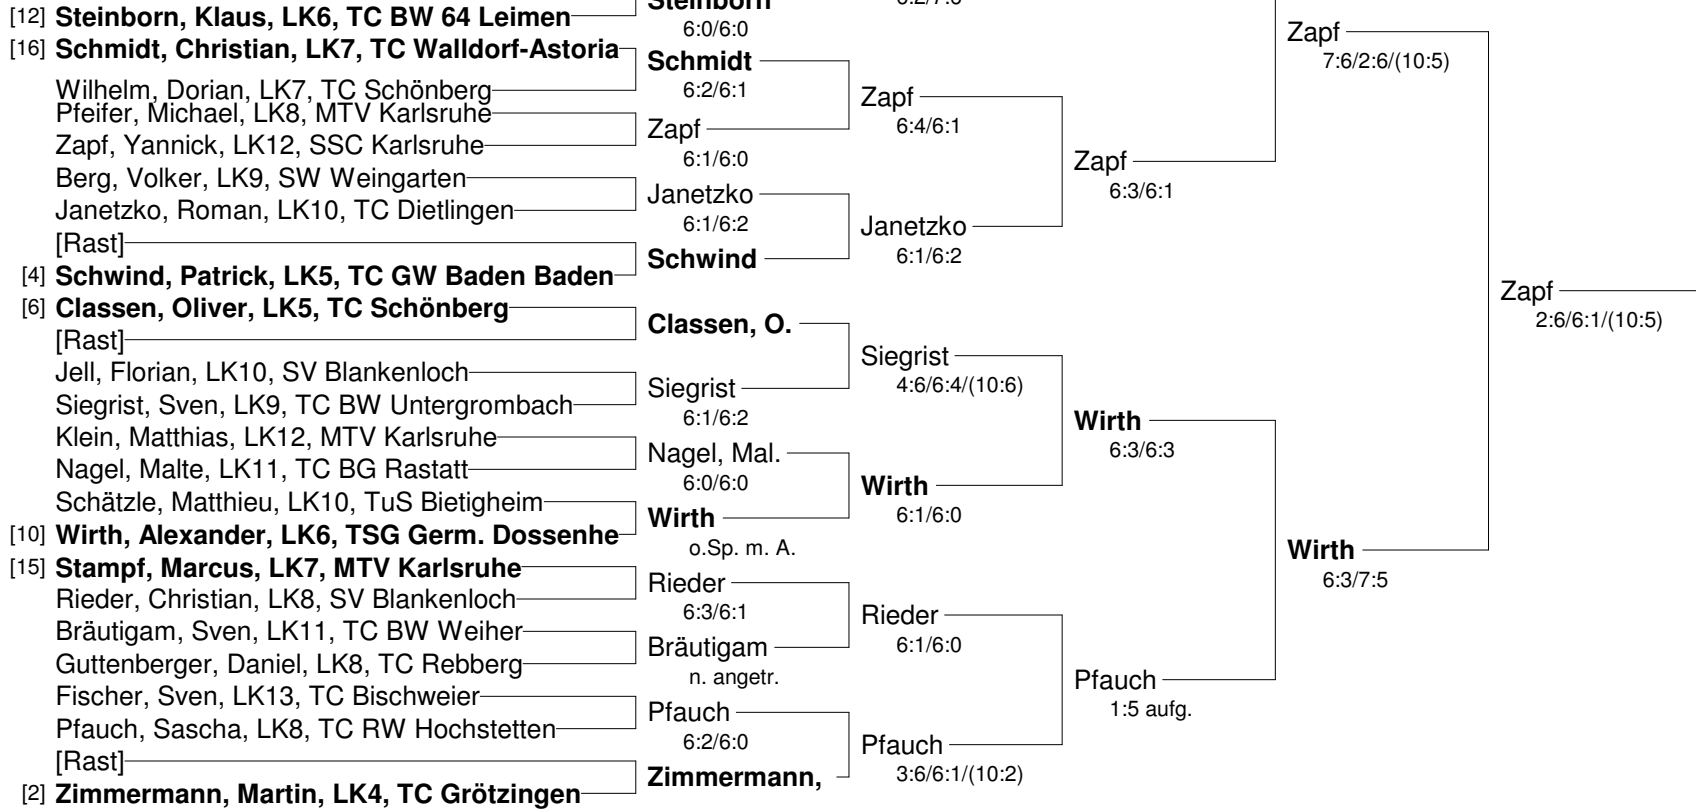 [12] Steinborn, Klaus, LK6, TC BW 64 Leimen
[16] Schmidt, Christian, LK7, TC Walldorf-Astoria
Wilhelm, Dorian, LK7, TC Schönberg
Pfeifer, Michael, LK8, MTV Karlsruhe
Zapf, Yannick, LK12, SSC Karlsruhe
Berg, Volker, LK9, SW Weingarten
Janetzko, Roman, LK10, TC Dietlingen
[Rast]
[4] Schwind, Patrick, LK5, TC GW Baden Baden
[6] Classen, Oliver, LK5, TC Schönberg
[Rast]
Jell, Florian, LK10, SV Blankenloch
Siegrist, Sven, LK9, TC BW Untergrombach
Klein, Matthias, LK12, MTV Karlsruhe
Nagel, Malte, LK11, TC BG Rastatt
Schätzle, Matthieu, LK10, TuS Bietigheim
[10] Wirth, Alexander, LK6, TSG Germ. Dossenhe
[15] Stampf, Marcus, LK7, MTV Karlsruhe
Rieder, Christian, LK8, SV Blankenloch
Bräutigam, Sven, LK11, TC BW Weiher
Guttenberger, Daniel, LK8, TC Rebberg
Fischer, Sven, LK13, TC Bischweier
Pfauch, Sascha, LK8, TC RW Hochstetten
[Rast]
[2] Zimmermann, Martin, LK4, TC Grötzingen
Steinborn
6:0/6:0
Schmidt
6:2/6:1
Zapf
6:1/6:0
Janetzko
6:1/6:2
Schwind
Classen, O.
Siegrist
6:1/6:2
Nagel, Mal.
6:0/6:0
Wirth
o.Sp. m. A.
Rieder
6:3/6:1
Bräutigam
n. angetr.
Pfauch
6:2/6:0
Zimmermann,
Zapf
6:4/6:1
Janetzko
6:1/6:2
Siegrist
4:6/6:4/(10:6)
Wirth
6:1/6:0
Rieder
6:1/6:0
Pfauch
3:6/6:1/(10:2)
Zapf
6:3/6:1
Wirth
6:3/6:3
Pfauch
1:5 aufg.
Zapf
7:6/2:6/(10:5)
Wirth
6:3/7:5
Zapf
2:6/6:1/(10:5)